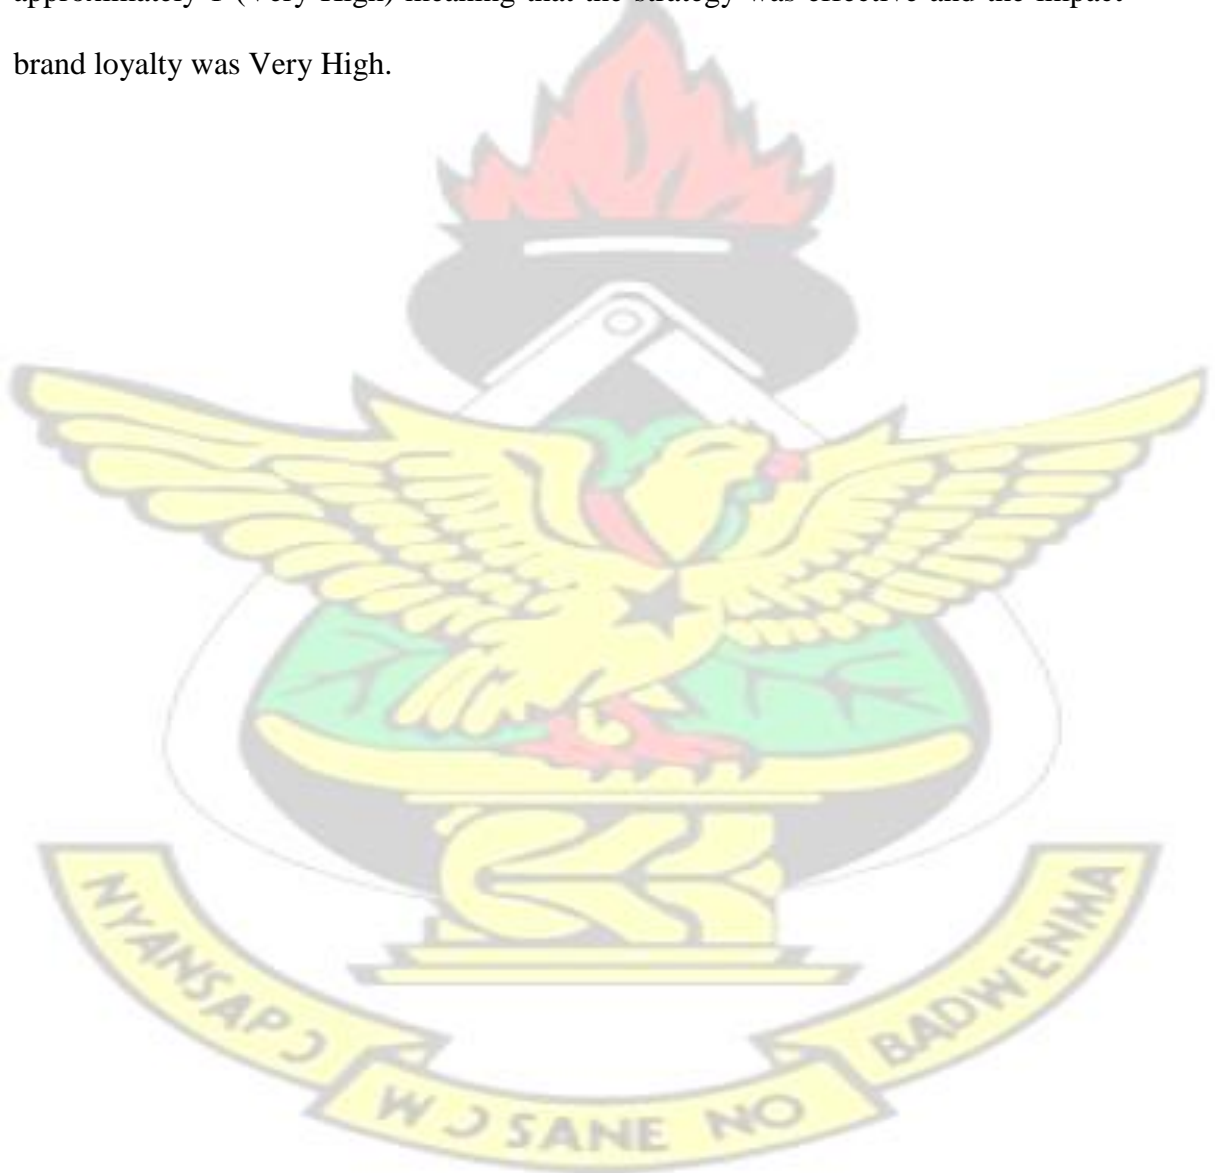 approximately 1 (Very High) meaning that the strategy was effective and the impact
brand loyalty was Very High.
NYANSAPƆ
WƆSANE NO
BADWENMA